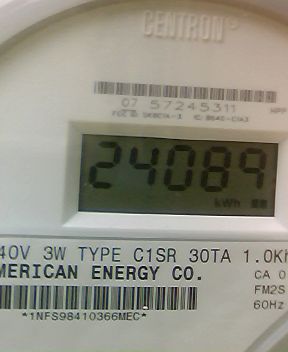 CENTRON®
07 57245311
24089
kWh
40V 3W TYPE C1SR 30TA 1.0Kh
MERICAN ENERGY CO.
CA 0
FM2S
60Hz
*1NFS98410366MEC*